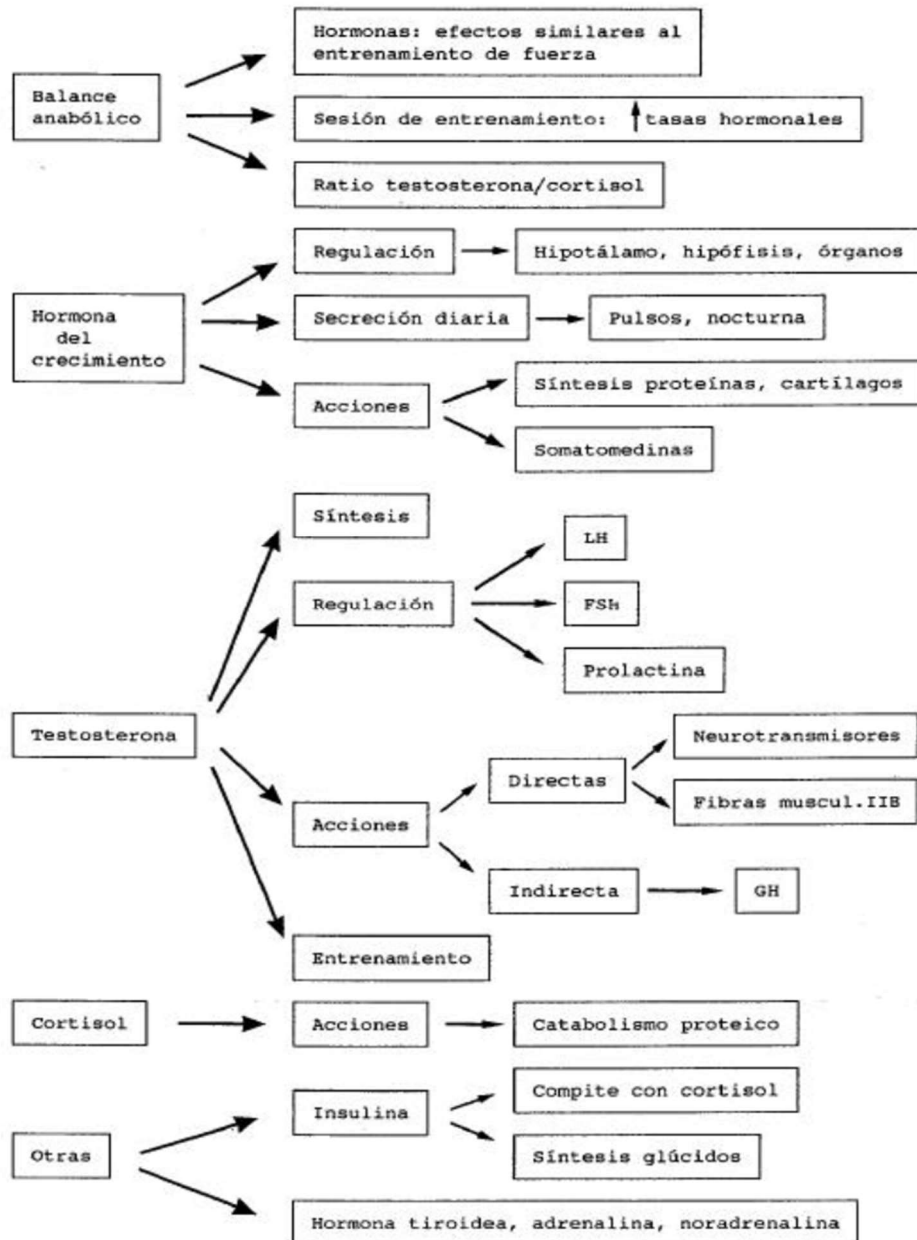 Hormonas: efectos similares al
entrenamiento de fuerza
Balance
anabólico
Sesión de entrenamiento: tasas hormonales
Ratio testosterona/cortisol
Regulación
Hipotálamo, hipófisis, órganos
Hormona
del
crecimiento
Secreción diaria
Pulsos, nocturna
Acciones
Síntesis proteínas, cartílagos
Somatomedinas
Síntesis
LH
Regulación
FSH
Prolactina
Testosterona
Neurotransmisores
Directas
Fibras muscul.IIB
Acciones
Indirecta
GH
Entrenamiento
Cortisol
Acciones
Catabolismo proteico
Compite con cortisol
Insulina
Síntesis glúcidos
Otras
Hormona tiroidea, adrenalina, noradrenalina